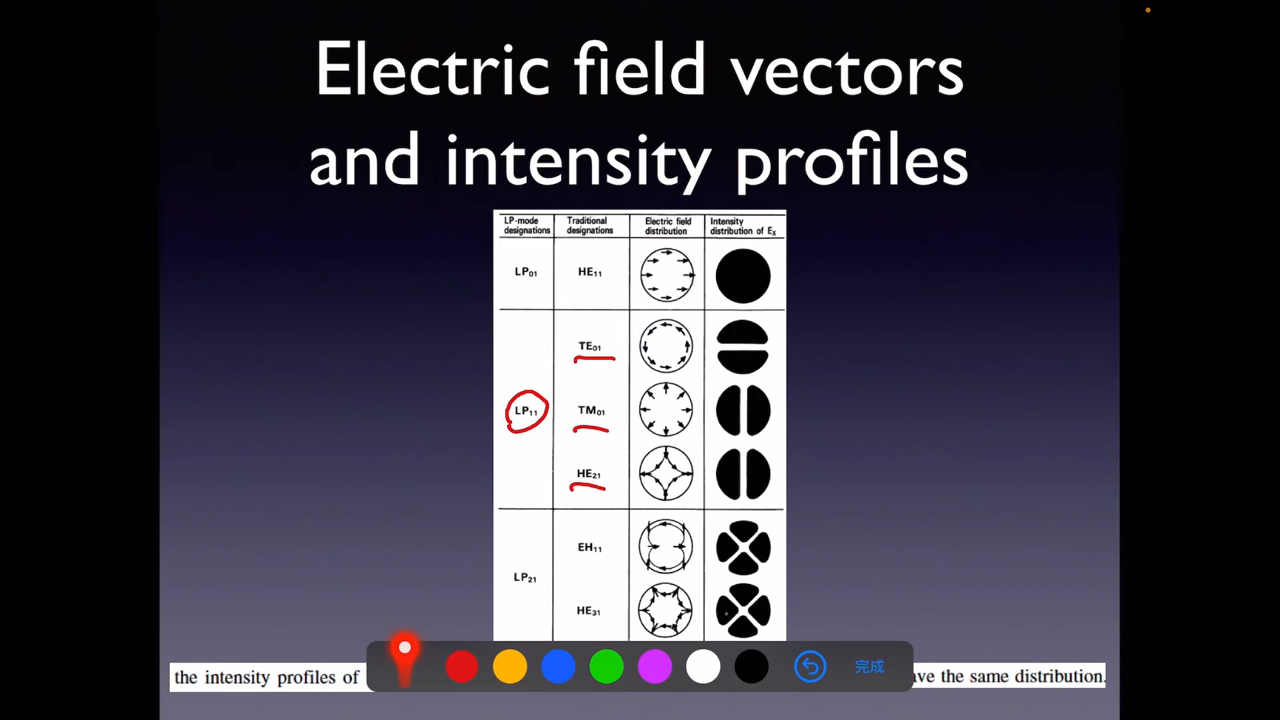 Electric field vectors
and intensity profiles
LP-mode designations Traditional designations Electric field distribution Intensity distribution of Ex
LP01 HE11
TE01
LP11 TM01
HE21
EH11
LP21
HE31
the intensity profiles of
ave the same distribution.
完成